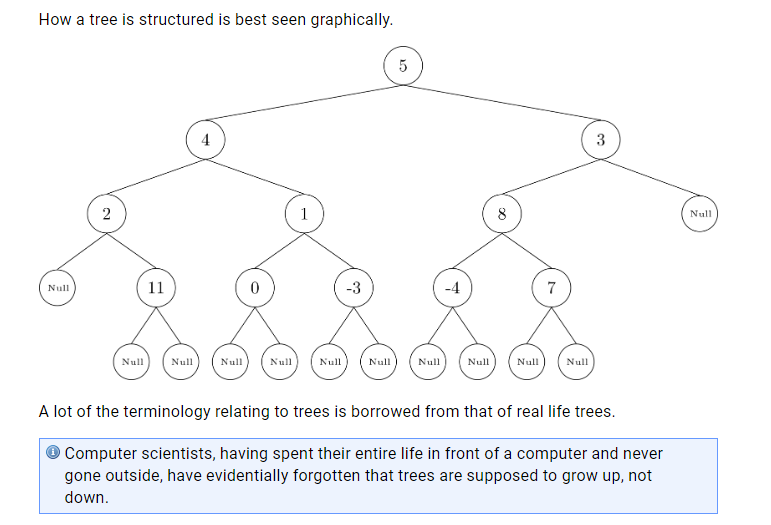 How a tree is structured is best seen graphically.
5
4 3
2 1 8 Null
Null 11 0 -3 -4 7
Null Null Null Null Null Null Null Null Null Null
A lot of the terminology relating to trees is borrowed from that of real life trees.
Computer scientists, having spent their entire life in front of a computer and never
gone outside, have evidentially forgotten that trees are supposed to grow up, not
down.